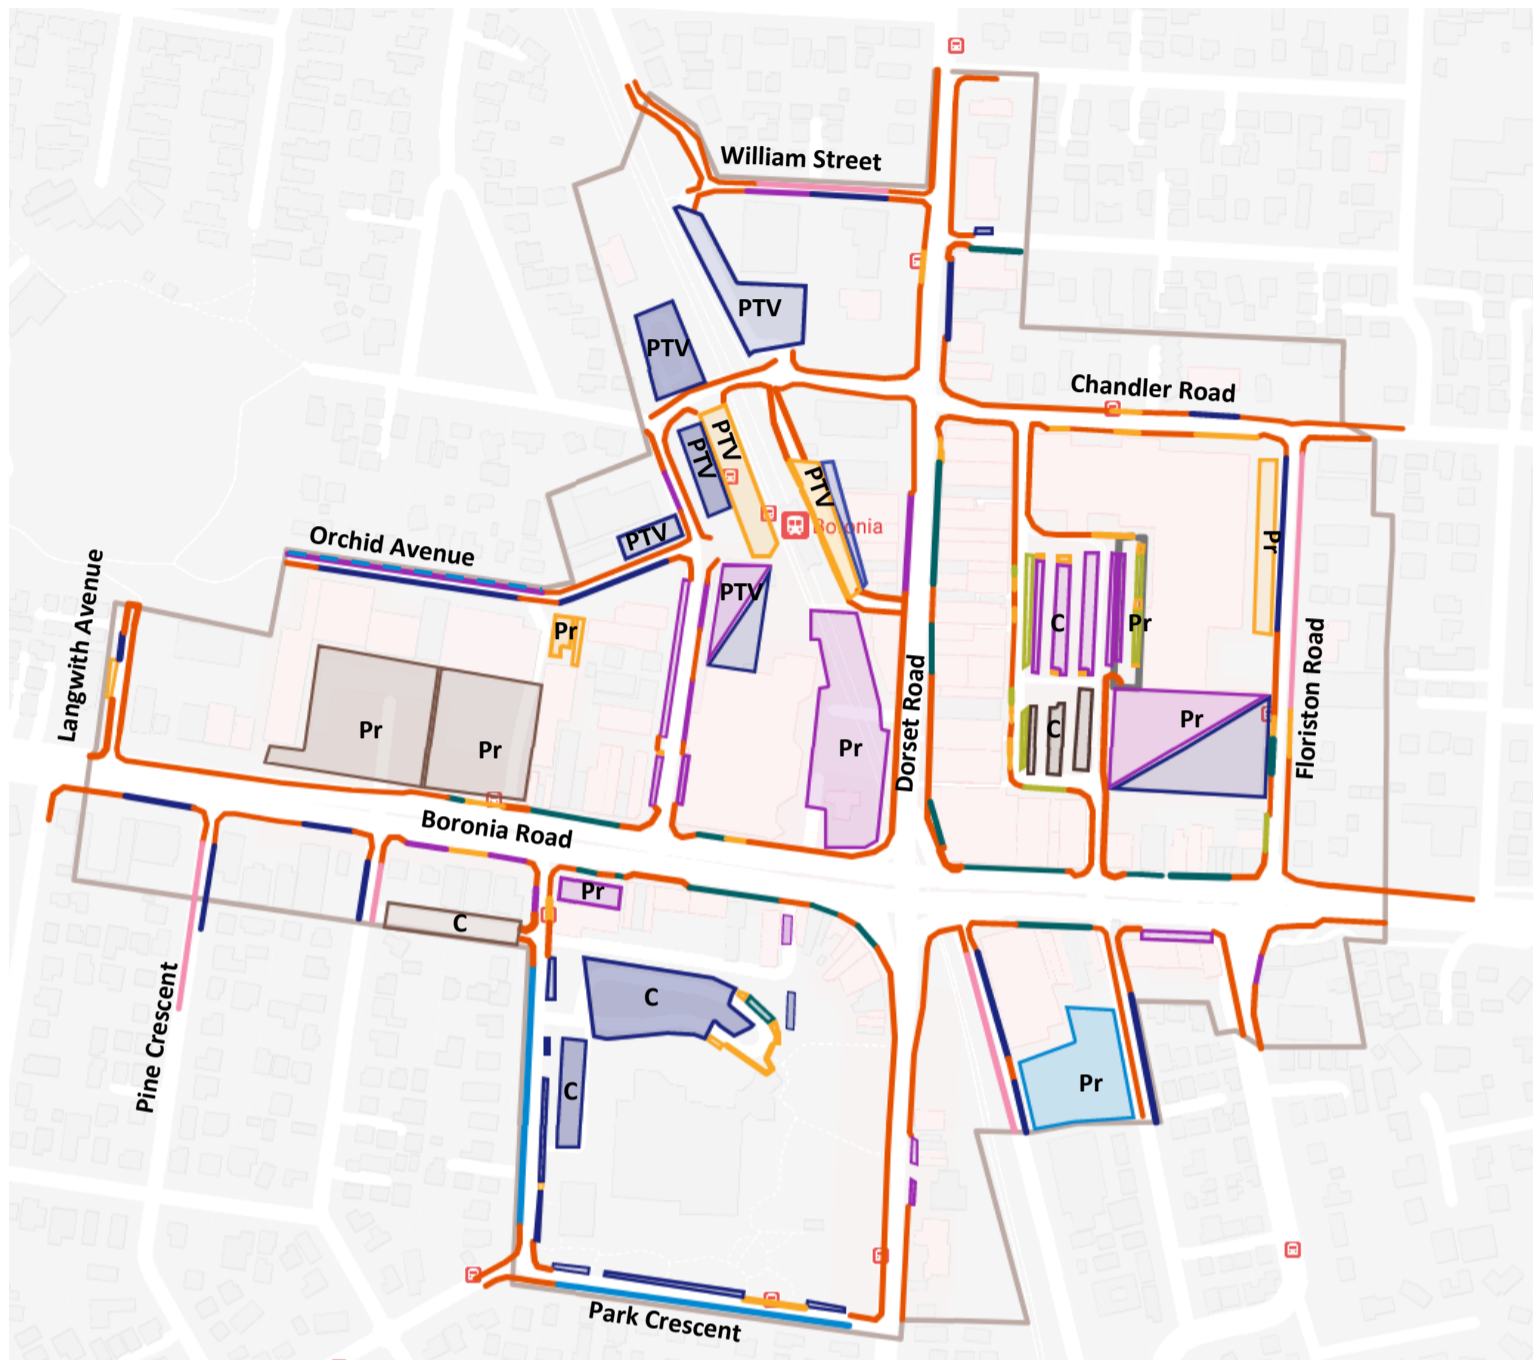 William Street
PTV
PTV
Chandler Road
PTV
PTV
PTV
Boronia
PTV
Orchid Avenue
Pr
Langwith Avenue
PTV
Pr
C
Pr
Floriston Road
Dorset Road
Pr
Pr
Pr
Pr
C
Pr
Boronia Road
Pr
C
C
Pine Crescent
C
Pr
Park Crescent